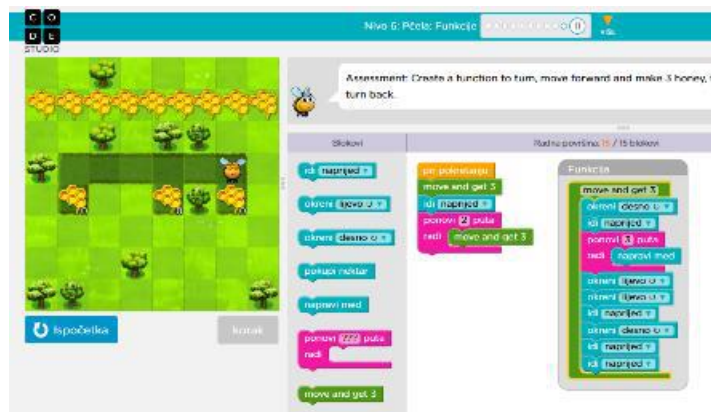 C O
D E
STUDIO
Nivo 6: Pčela: Funkcije
Assessment: Create a function to turn, move forward and make 3 honey,
turn back.
Blokovi
Radna površina: 15 / 15 blokovi
idi naprijed
okreni lijevo
okreni desno
pokupi nektar
napravi med
ponovi ??? puta
radi
move and get 3
pri pokretanju
move and get 3
idi naprijed
ponovi 2 puta
radi move and get 3
Funkcija
move and get 3
okreni desno
idi naprijed
ponovi 3 puta
radi napravi med
okreni lijevo
okreni lijevo
idi naprijed
okreni desno
idi naprijed
idi naprijed
Ispočetka
korak